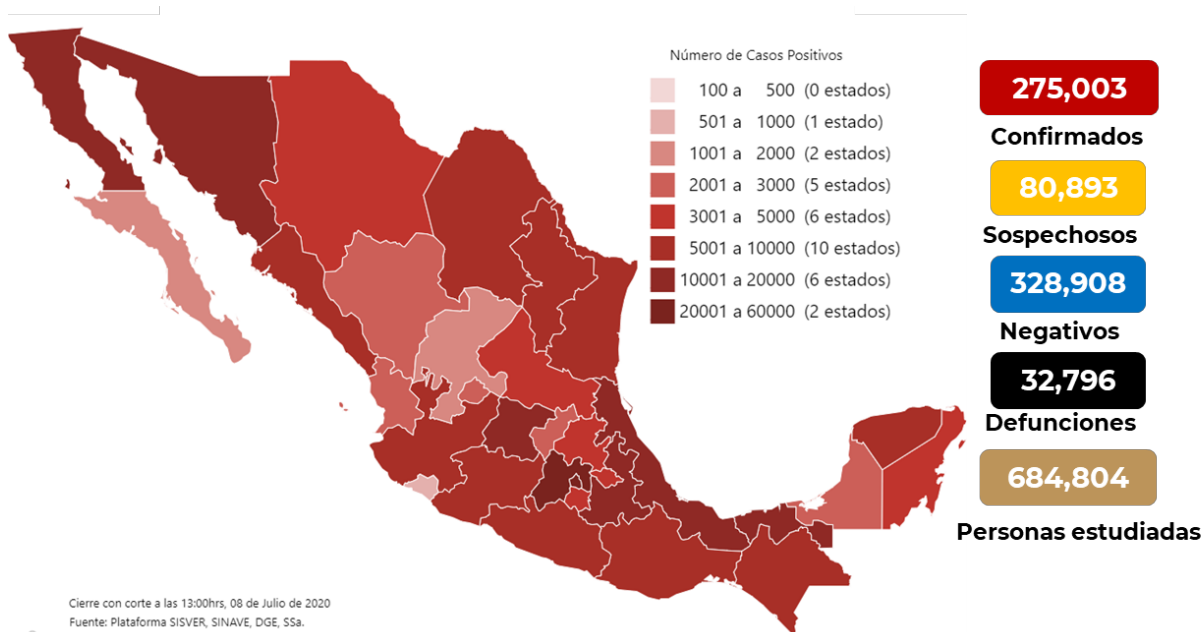 Número de Casos Positivos
100 a 500 (0 estados)
501 a 1000 (1 estado)
1001 a 2000 (2 estados)
2001 a 3000 (5 estados)
3001 a 5000 (6 estados)
5001 a 10000 (10 estados)
10001 a 20000 (6 estados)
20001 a 60000 (2 estados)
275,003
Confirmados
80,893
Sospechosos
328,908
Negativos
32,796
Defunciones
684,804
Personas estudiadas
Cierre con corte a las 13:00hrs, 08 de Julio de 2020
Fuente: Plataforma SISVER, SINAVE, DGE, SSa.